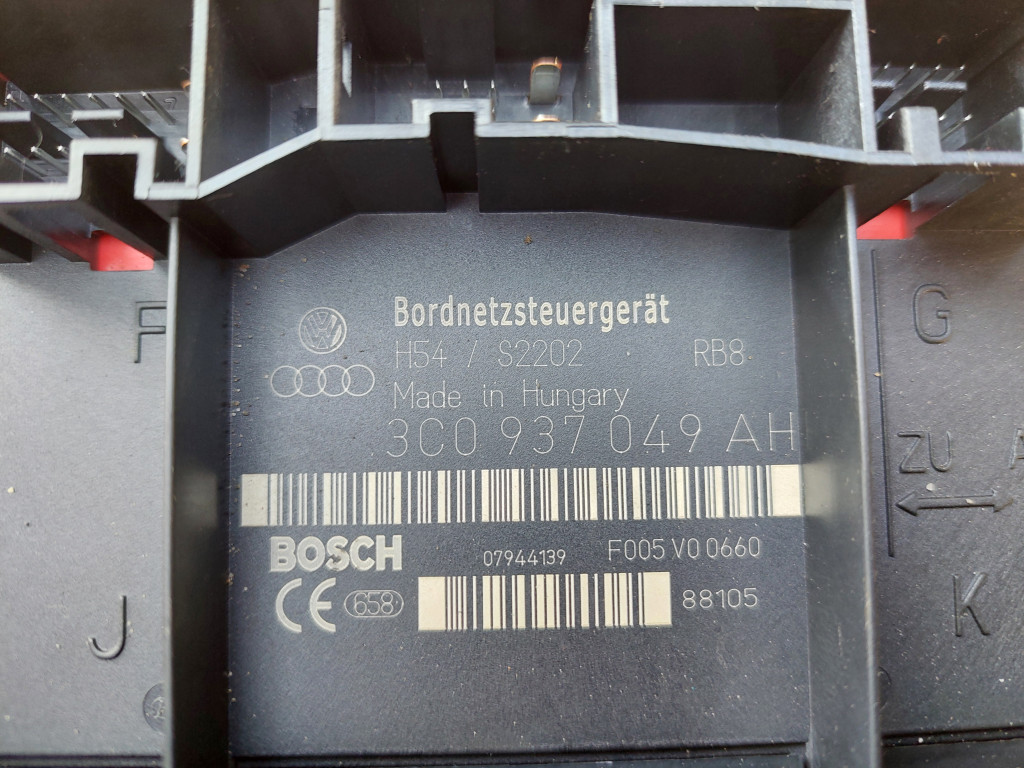 F
Bordnetzsteuergerät
G
H54 / S2202 RB8
Made in Hungary
3C0 937 049 AH
ZU
BOSCH 07944139 F005 V0 0660
CE 658 88105
J
K